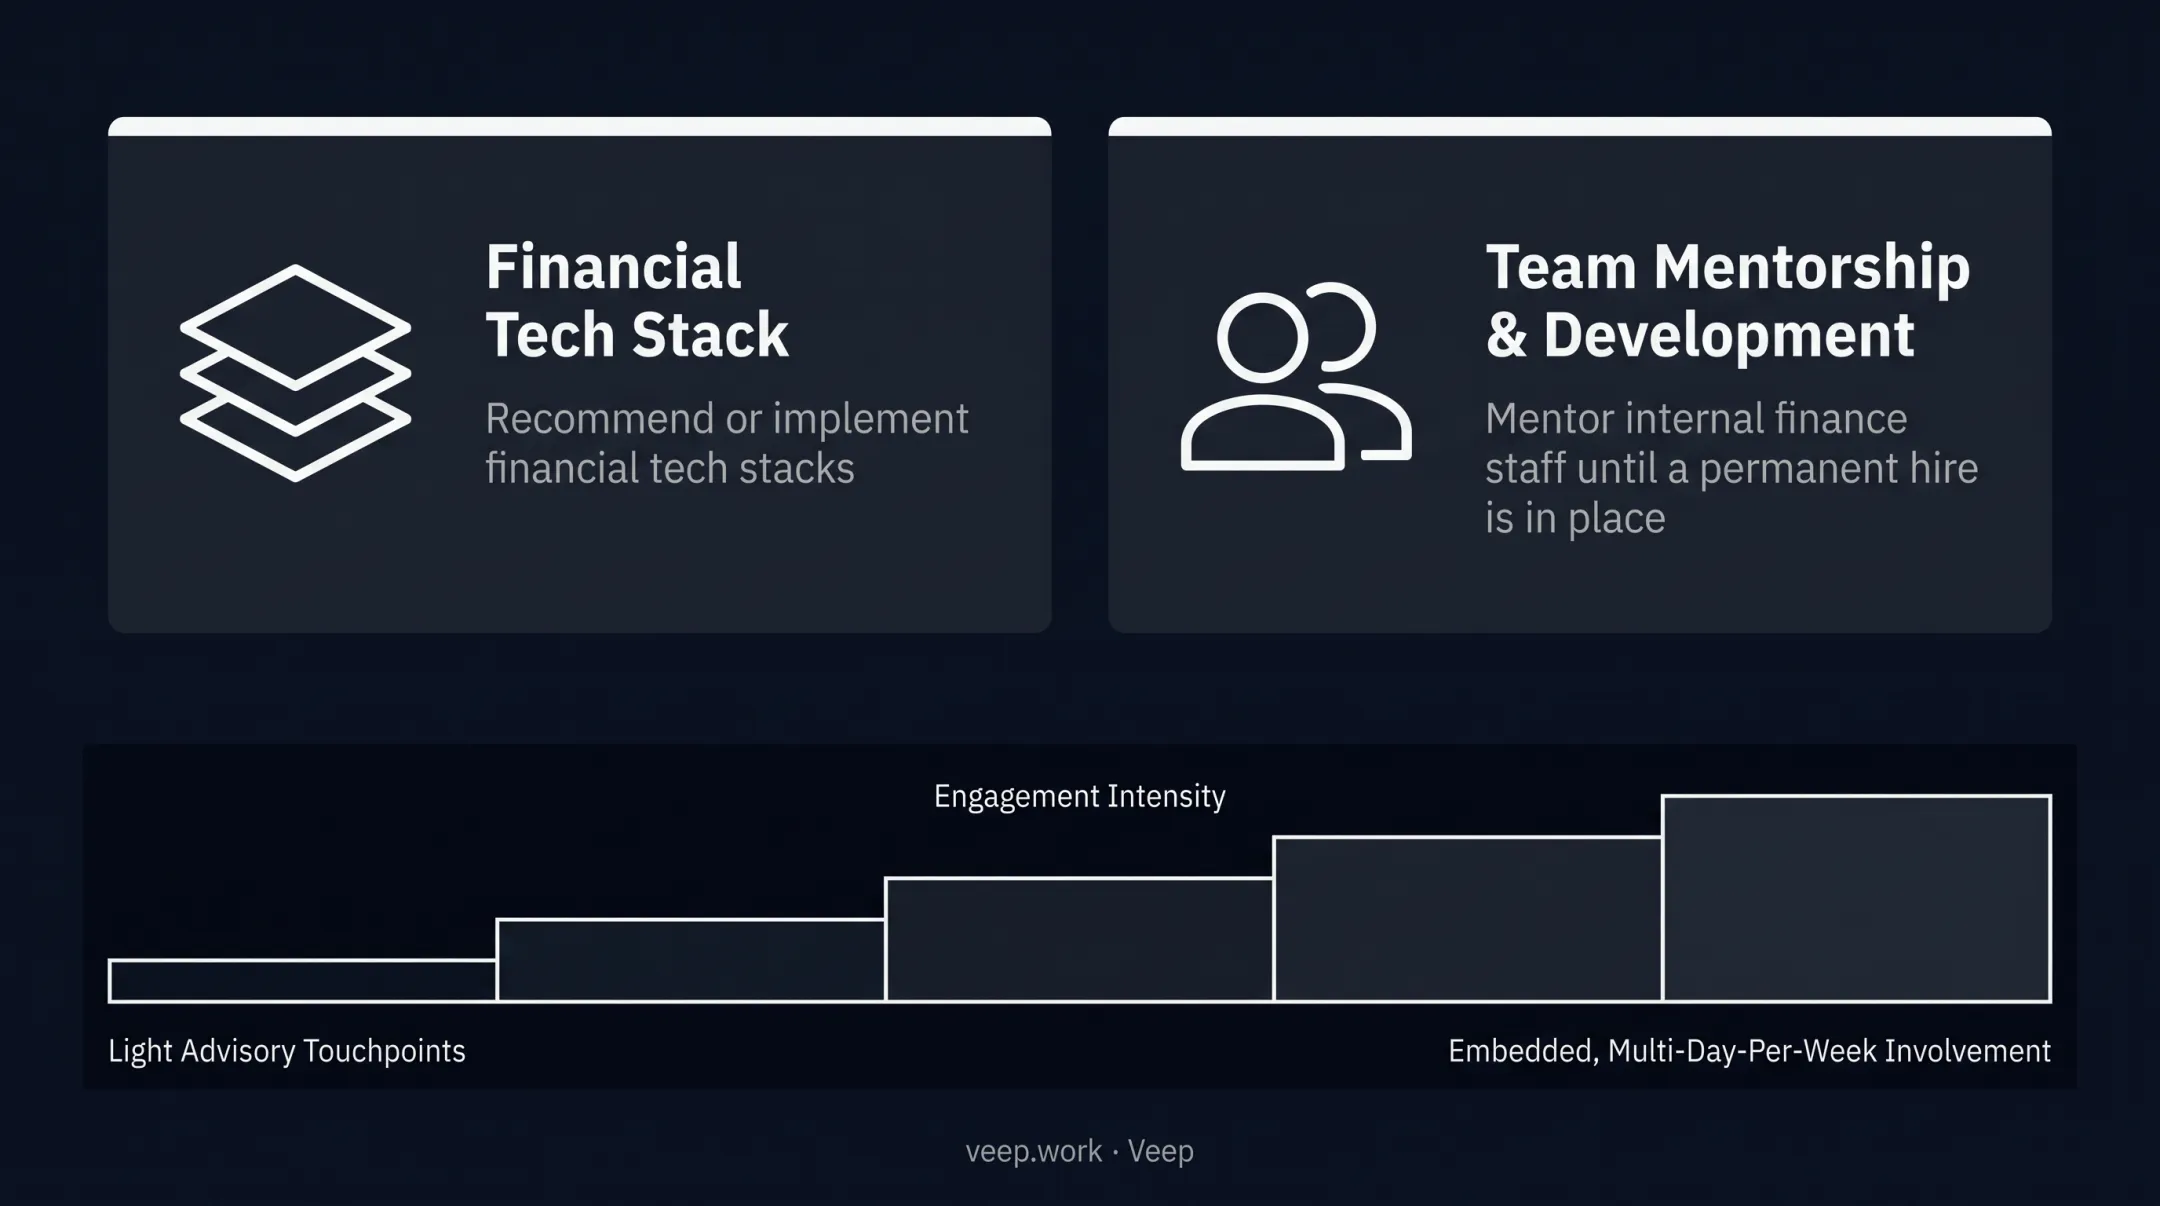 Financial
Tech Stack
Recommend or implement
financial tech stacks
Team Mentorship
& Development
Mentor internal finance
staff until a permanent hire
is in place
Engagement Intensity
Light Advisory Touchpoints
Embedded, Multi-Day-Per-Week Involvement
veep.work · Veep